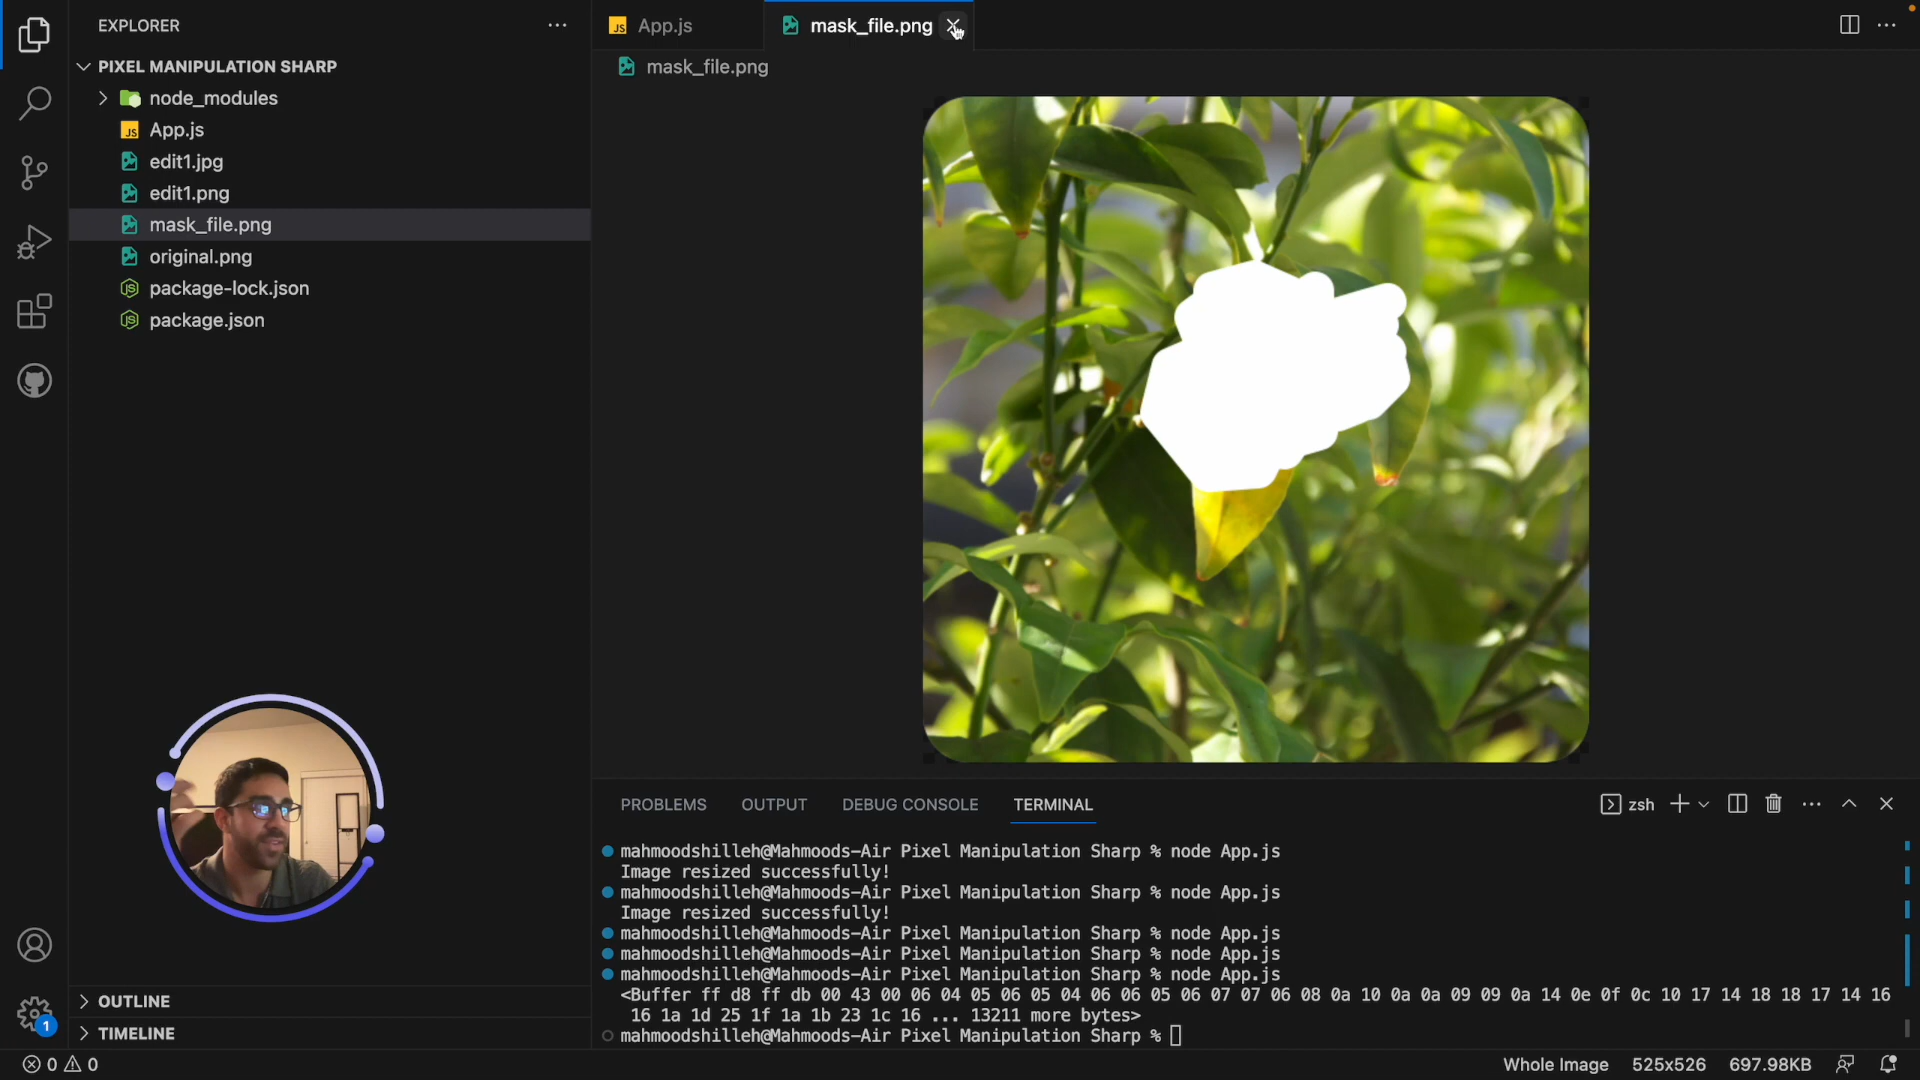 EXPLORER
PIXEL MANIPULATION SHARP
node_modules
JS App.js
edit1.jpg
edit1.png
mask_file.png
original.png
package-lock.json
package.json
OUTLINE
TIMELINE
JS App.js
mask_file.png
mask_file.png
PROBLEMS OUTPUT DEBUG CONSOLE TERMINAL zsh
mahmoodshilleh@Mahmoods-Air Pixel Manipulation Sharp % node App.js
Image resized successfully!
mahmoodshilleh@Mahmoods-Air Pixel Manipulation Sharp % node App.js
Image resized successfully!
mahmoodshilleh@Mahmoods-Air Pixel Manipulation Sharp % node App.js
mahmoodshilleh@Mahmoods-Air Pixel Manipulation Sharp % node App.js
mahmoodshilleh@Mahmoods-Air Pixel Manipulation Sharp % node App.js
<Buffer ff d8 ff db 00 43 00 06 04 05 06 05 04 06 06 05 06 07 07 06 08 0a 10 0a 0a 09 09 0a 14 0e 0f 0c 10 17 14 18 18 17 14 16
16 1a 1d 25 1f 1a 1b 23 1c 16 ... 13211 more bytes>
mahmoodshilleh@Mahmoods-Air Pixel Manipulation Sharp %
1
0 0
Whole Image 525x526 697.98KB